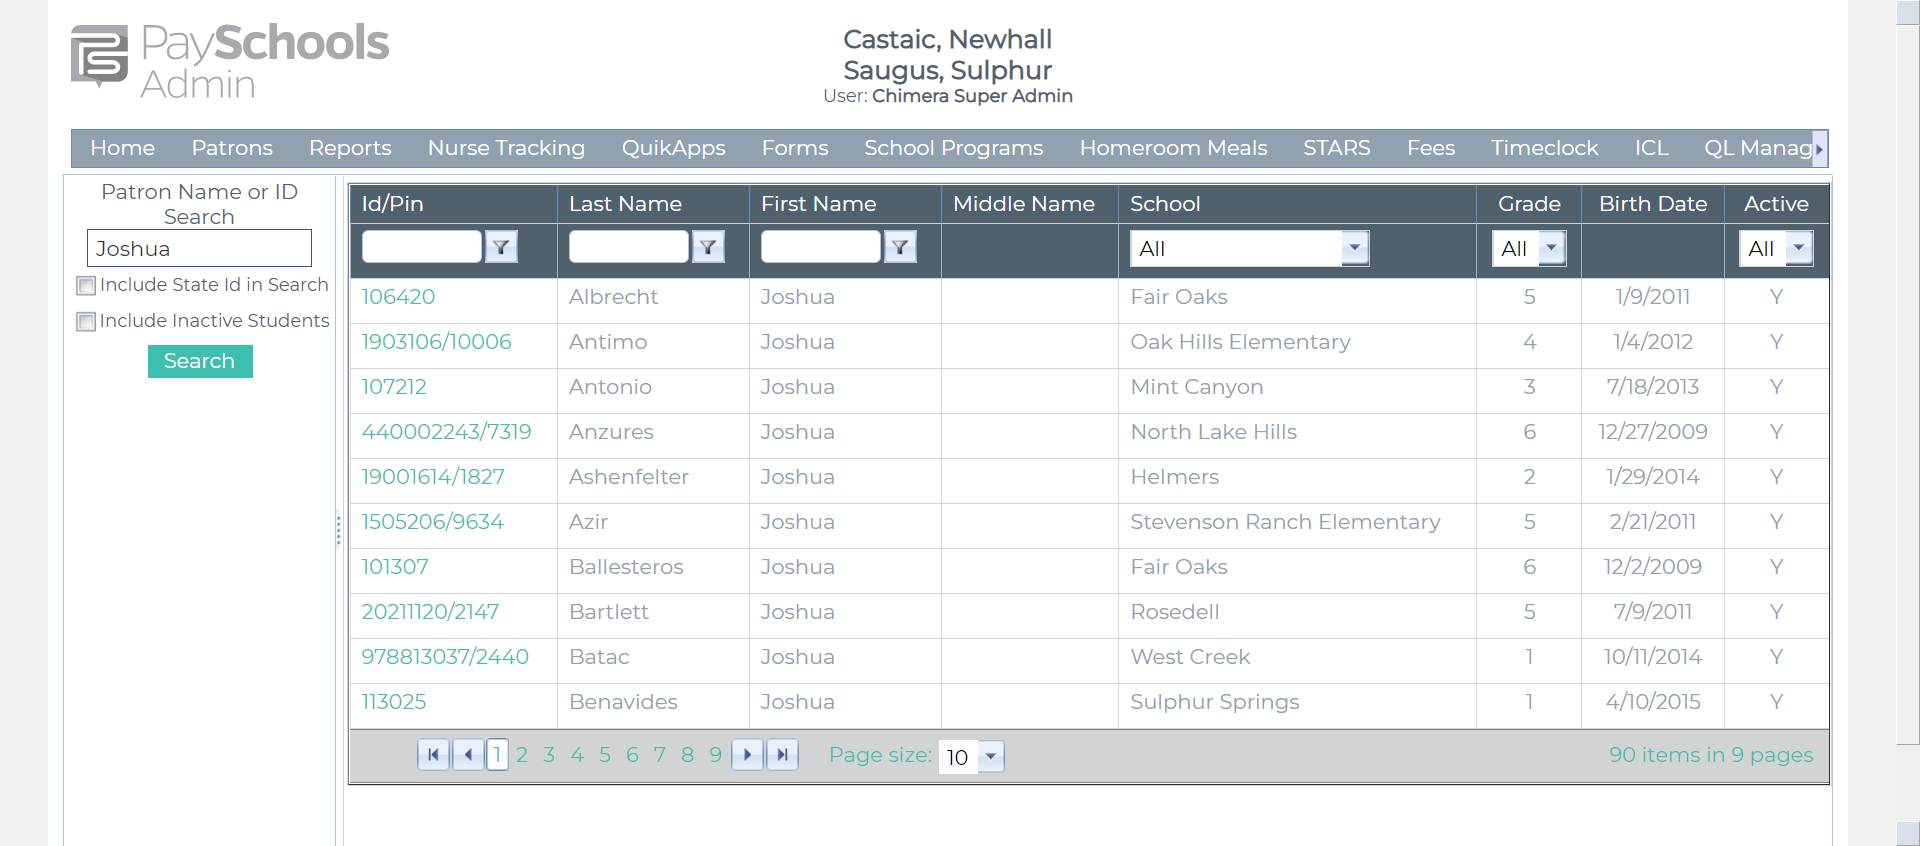 PaySchools
Admin
Castaic, Newhall
Saugus, Sulphur
User: Chimera Super Admin
Home Patrons Reports Nurse Tracking QuikApps Forms School Programs Homeroom Meals STARS Fees Timeclock ICL QL Manag
Patron Name or ID
Search
Joshua
Include State Id in Search
Include Inactive Students
Search
Id/Pin Last Name First Name Middle Name School Grade Birth Date Active
All All All
106420 Albrecht Joshua Fair Oaks 5 1/9/2011 Y
1903106/10006 Antimo Joshua Oak Hills Elementary 4 1/4/2012 Y
107212 Antonio Joshua Mint Canyon 3 7/18/2013 Y
440002243/7319 Anzures Joshua North Lake Hills 6 12/27/2009 Y
19001614/1827 Ashenfelter Joshua Helmers 2 1/29/2014 Y
1505206/9634 Azir Joshua Stevenson Ranch Elementary 5 2/21/2011 Y
101307 Ballesteros Joshua Fair Oaks 6 12/2/2009 Y
20211120/2147 Bartlett Joshua Rosedell 5 7/9/2011 Y
978813037/2440 Batac Joshua West Creek 1 10/11/2014 Y
113025 Benavides Joshua Sulphur Springs 1 4/10/2015 Y
1 2 3 4 5 6 7 8 9 Page size: 10 90 items in 9 pages